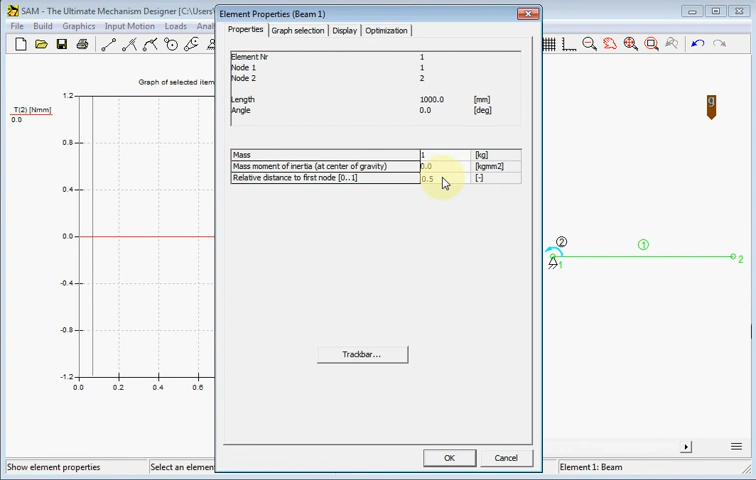 SAM - The Ultimate Mechanism Designer [C:\Users\
File Build Graphics Input Motion Loads Analy
Graph of selected item
T(2) [Nmm]
0.0
1.2
0.8
0.4
0.0
-0.4
-0.8
-1.2
0.0 0.2 0.4 0.6 0.8
Show element properties
Select an element
Element Properties (Beam 1)
Properties Graph selection Display Optimization
Element Nr 1
Node 1 1
Node 2 2
Length 1000.0 [mm]
Angle 0.0 [deg]
Mass 1 [kg]
Mass moment of inertia (at center of gravity) 0.0 [kgmm2]
Relative distance to first node [0..1] 0.5 [-]
Trackbar...
OK Cancel
g
2
1
1
2
Element 1: Beam